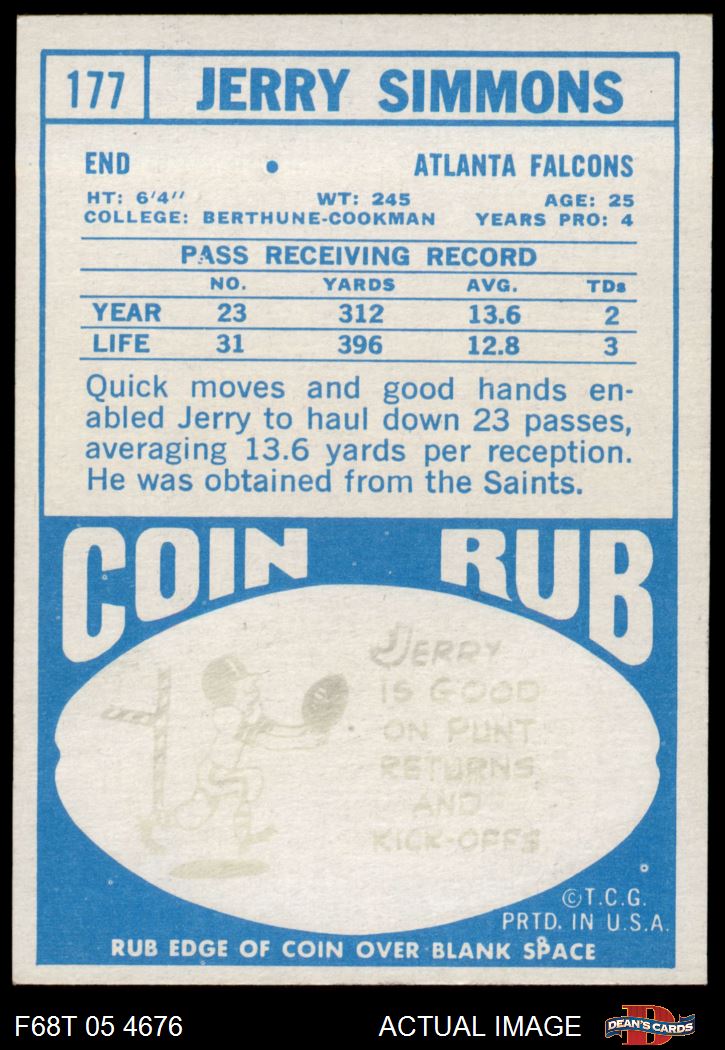 177 JERRY SIMMONS
END • ATLANTA FALCONS
HT: 6'4" WT: 245 AGE: 25
COLLEGE: BERTHUNE-COOKMAN YEARS PRO: 4
PASS RECEIVING RECORD
NO. YARDS AVG. TDs
YEAR 23 312 13.6 2
LIFE 31 396 12.8 3
Quick moves and good hands en-
abled Jerry to haul down 23 passes,
averaging 13.6 yards per reception.
He was obtained from the Saints.
COIN RUB
JERRY
IS GOOD
ON PUNT
RETURNS
AND
KICK-OFFS
©T.C.G.
PRTD. IN U.S.A.
RUB EDGE OF COIN OVER BLANK SPACE
B
F68T 05 4676 ACTUAL IMAGE DEAN'S CARDS